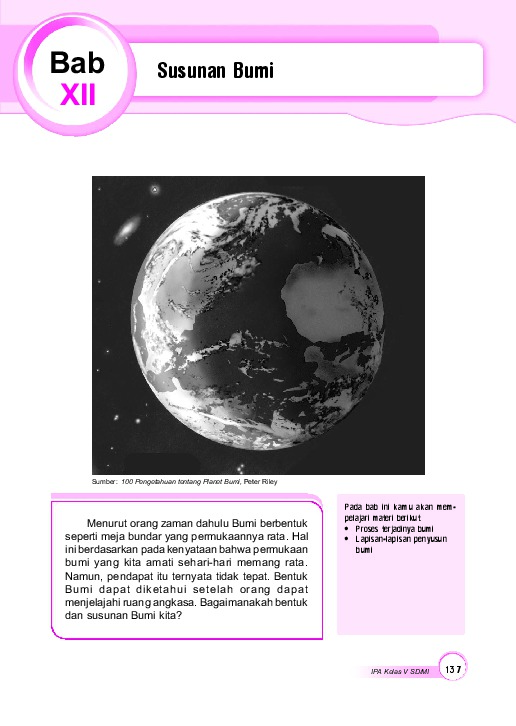 Bab
XII
Susunan Bumi
Sumber: 100 Pengetahuan tentang Planet Bumi, Peter Riley
Menurut orang zaman dahulu Bumi berbentuk
seperti meja bundar yang permukaannya rata. Hal
ini berdasarkan pada kenyataan bahwa permukaan
bumi yang kita amati sehari-hari memang rata.
Namun, pendapat itu ternyata tidak tepat. Bentuk
Bumi dapat diketahui setelah orang dapat
menjelajahi ruang angkasa. Bagaimanakah bentuk
dan susunan Bumi kita?
Pada bab ini kamu akan mem-
pelajari materi berikut
• Proses terjadinya bumi
• Lapisan-lapisan penyusun
bumi
IPA Kelas V SD/MI
137